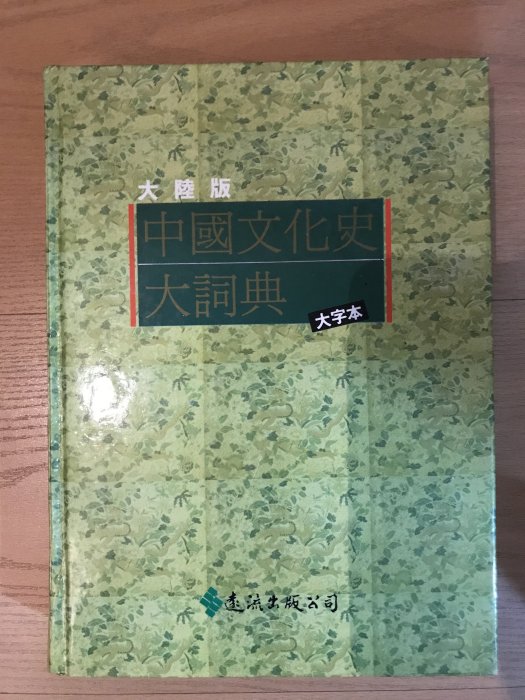 大陸版
中國文化史
大詞典
大字本
遠流出版公司